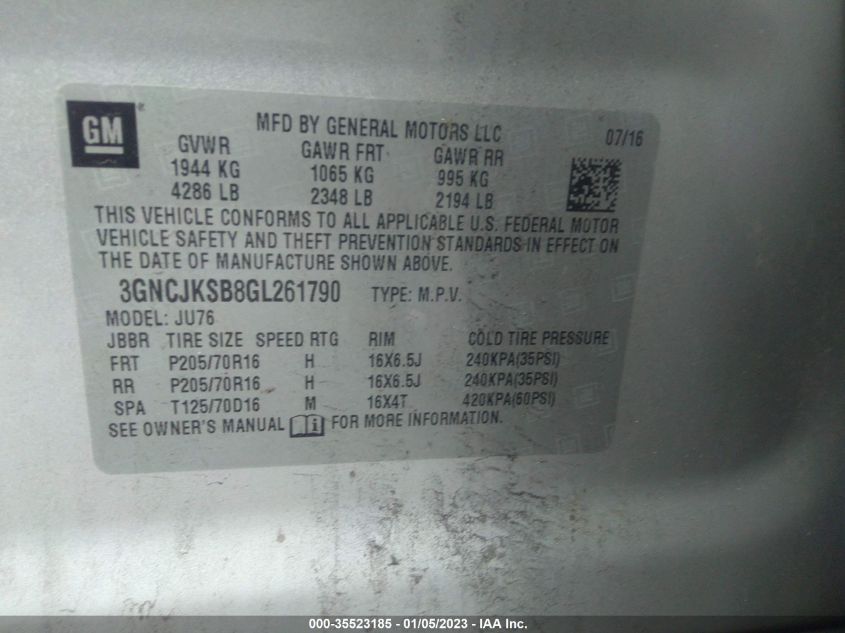 GM ®
MFD BY GENERAL MOTORS LLC 07/16
GVWR GAWR FRT GAWR RR
1944 KG 1065 KG 995 KG
4286 LB 2348 LB 2194 LB
THIS VEHICLE CONFORMS TO ALL APPLICABLE U.S. FEDERAL MOTOR
VEHICLE SAFETY AND THEFT PREVENTION STANDARDS IN EFFECT ON
THE DATE OF MANUFACTURE SHOWN ABOVE.
3GNCJKSB8GL261790 TYPE: M.P.V.
MODEL: JU76
JBBR TIRE SIZE SPEED RTG RIM COLD TIRE PRESSURE
FRT P205/70R16 H 16X6.5J 240KPA(35PSI)
RR P205/70R16 H 16X6.5J 240KPA(35PSI)
SPA T125/70D16 M 16X4T 420KPA(60PSI)
SEE OWNER'S MANUAL i FOR MORE INFORMATION.
000-35523185 - 01/05/2023 - IAA Inc.